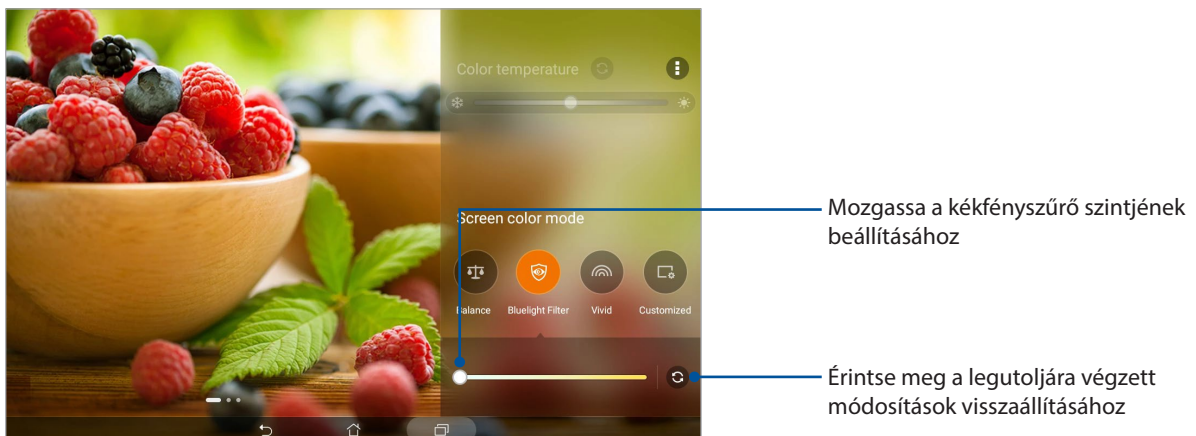 Color temperature
Screen color mode
Balance
Bluelight Filter
Vivid
Customized
Mozgassa a kékfényszűrő szintjének
beállításához
Érintse meg a legutoljára végzett
módosítások visszaállításához